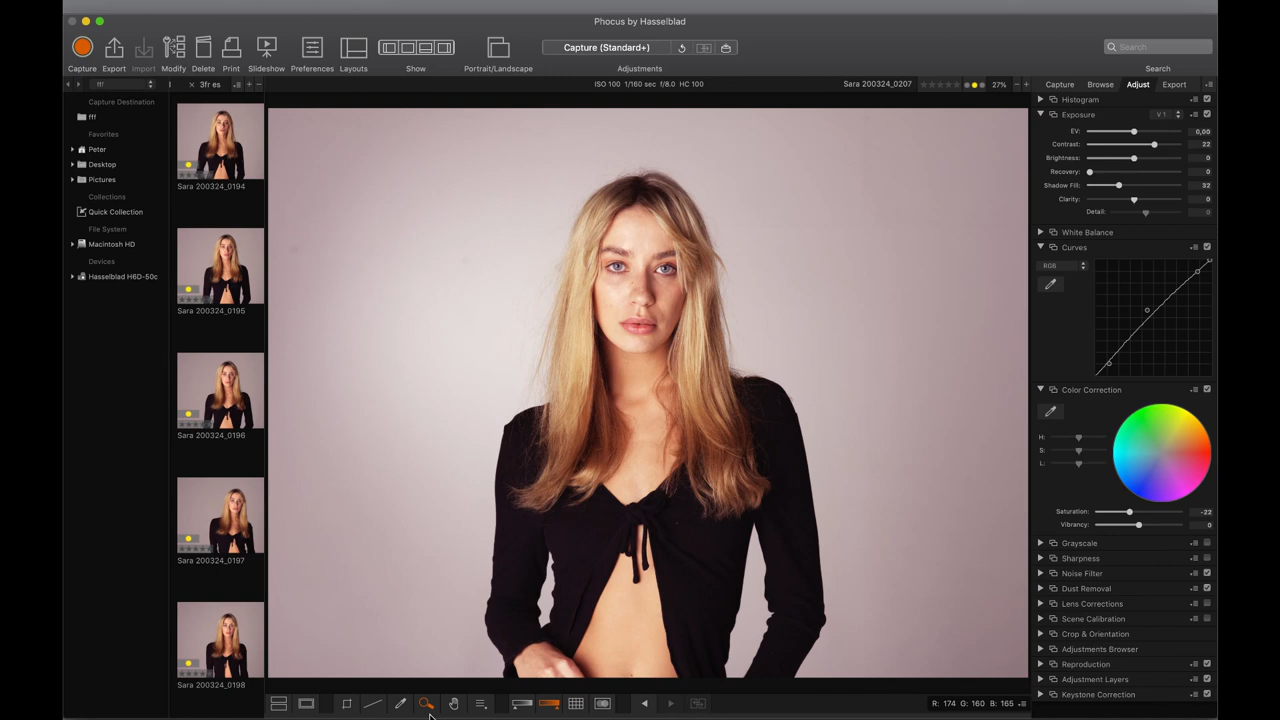 Phocus by Hasselblad
Capture (Standard+)
Search
Capture Export Import Modify Delete Print Slideshow Preferences Layouts Show Portrait/Landscape Adjustments Search
fff
3fr es
ISO 100 1/160 sec f/8.0 HC 100
Sara 200324_0207
27%
Capture Browse Adjust Export
Capture Destination
fff
Favorites
Peter
Desktop
Pictures
Collections
Quick Collection
File System
Macintosh HD
Devices
Hasselblad H6D-50c
Sara 200324_0194
Sara 200324_0195
Sara 200324_0196
Sara 200324_0197
Sara 200324_0198
Histogram
Exposure V 1
EV: 0,00
Contrast: 22
Brightness: 0
Recovery: 0
Shadow Fill: 32
Clarity: 0
Detail: 0
White Balance
Curves
RGB
Color Correction
H:
S:
L:
Saturation: -22
Vibrancy: 0
Grayscale
Sharpness
Noise Filter
Dust Removal
Lens Corrections
Scene Calibration
Crop & Orientation
Adjustments Browser
Reproduction
Adjustment Layers
Keystone Correction
R: 174 G: 160 B: 165